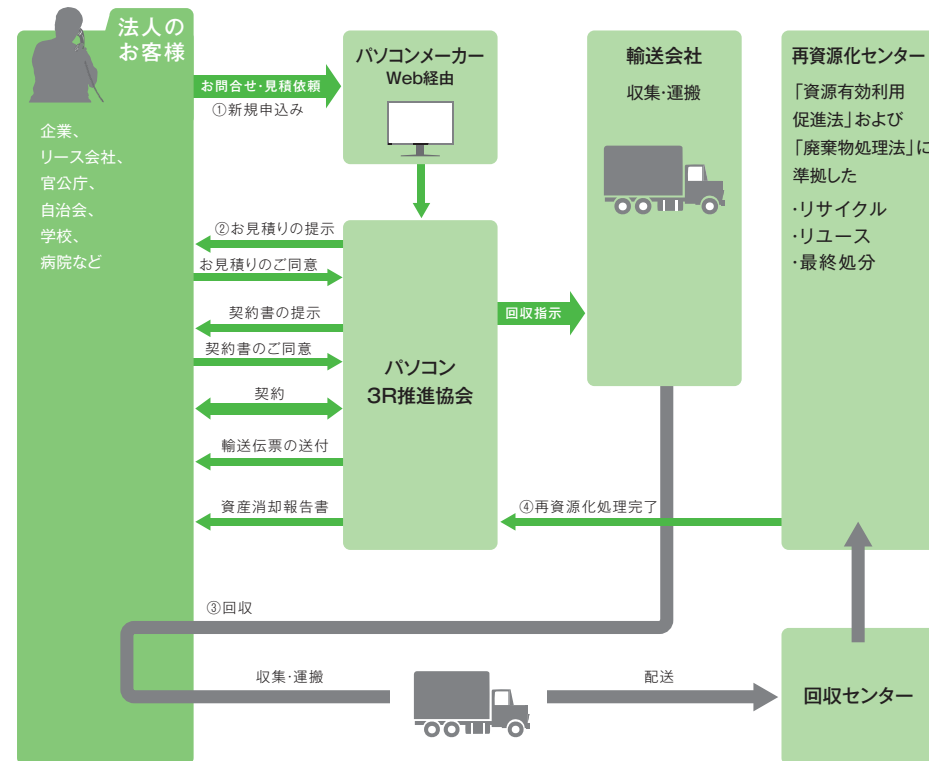 法人の
お客様
企業、
リース会社、
官公庁、
自治会、
学校、
病院など
お問合せ・見積依頼
①新規申込み
パソコンメーカー
Web経由
②お見積りの提示
お見積りのご同意
契約書の提示
契約書のご同意
契約
輸送伝票の送付
資産消却報告書
パソコン
3R推進協会
回収指示
輸送会社
収集・運搬
再資源化センター
「資源有効利用
促進法」および
「廃棄物処理法」に
準拠した
・リサイクル
・リユース
・最終処分
④再資源化処理完了
③回収
収集・運搬
配送
回収センター